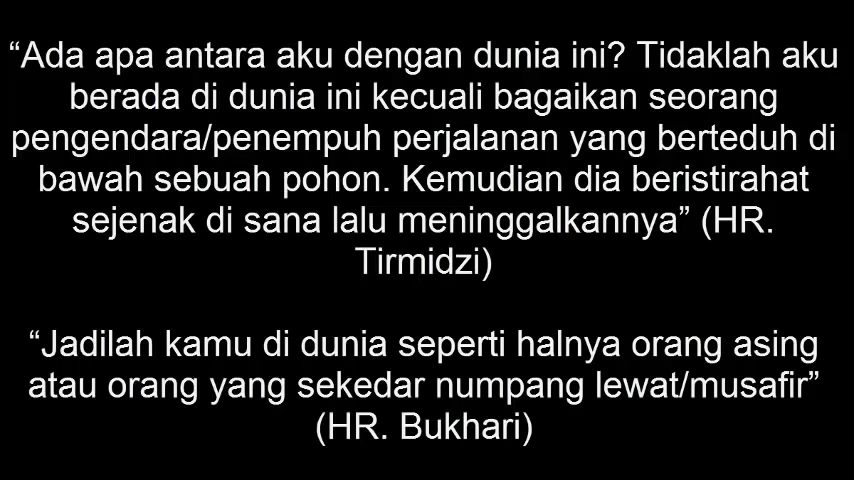 “Ada apa antara aku dengan dunia ini? Tidaklah aku
berada di dunia ini kecuali bagaikan seorang
pengendara/penempuh perjalanan yang berteduh di
bawah sebuah pohon. Kemudian dia beristirahat
sejenak di sana lalu meninggalkannya” (HR.
Tirmidzi)
“Jadilah kamu di dunia seperti halnya orang asing
atau orang yang sekedar numpang lewat/musafir”
(HR. Bukhari)